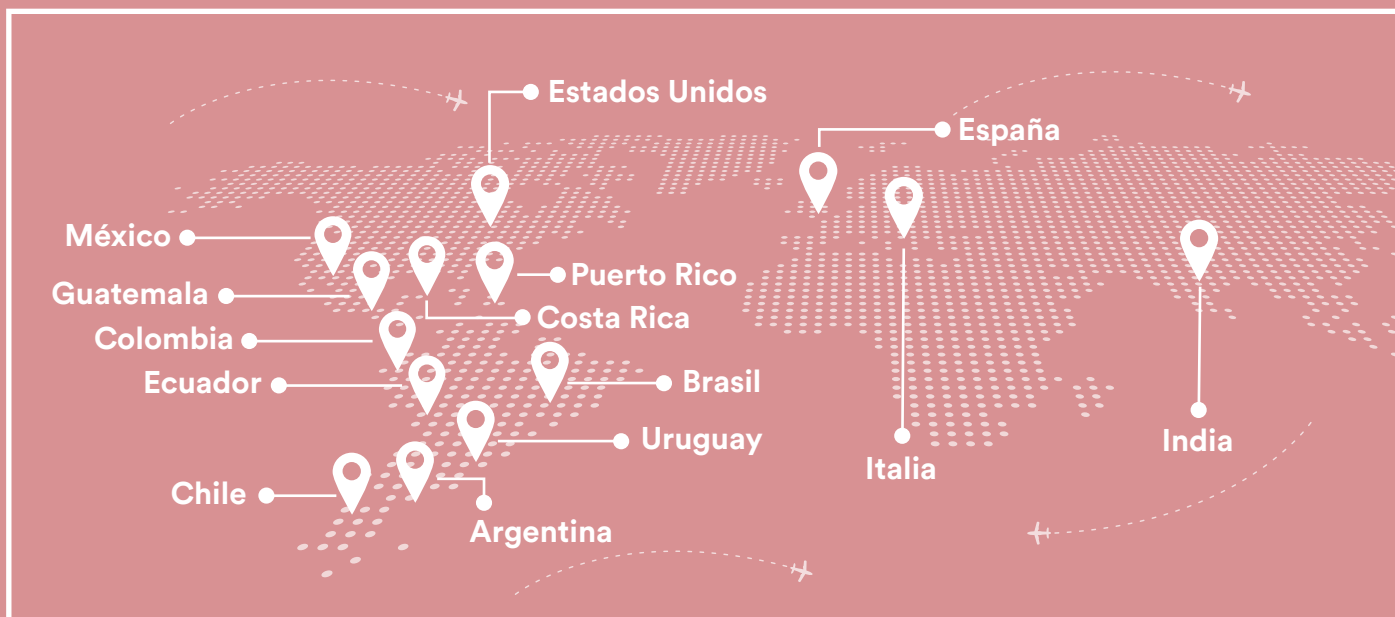 Estados Unidos
España
México
Puerto Rico
Guatemala
Costa Rica
Colombia
Ecuador
Brasil
Uruguay
India
Italia
Chile
Argentina